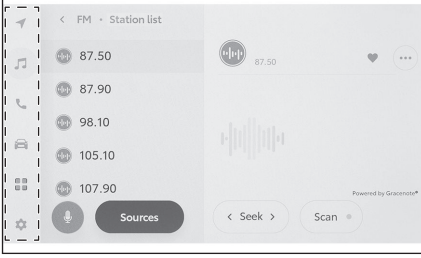 < FM • Station list
87.50
87.90
98.10
105.10
107.90
Sources
87.50
Powered by Gracenote®
< Seek >
Scan